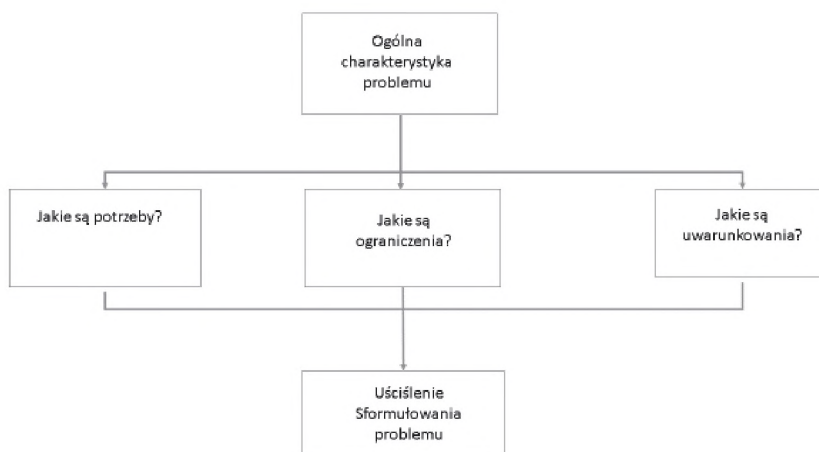 Ogólna
charakterystyka
problemu
Jakie są potrzeby?
Jakie są
ograniczenia?
Jakie są
uwarunkowania?
Uściślenie
Sformułowania
problemu